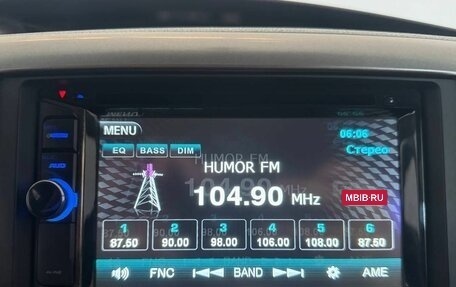 MENU
06:06
EQ BASS DIM
Стерео
HUMOR FM
104.90 MHz
MBIB·RU
1 2 3 4 5 6
87.50 90.00 98.00 106.00 108.00 87.50
FNC BAND AME
AUD